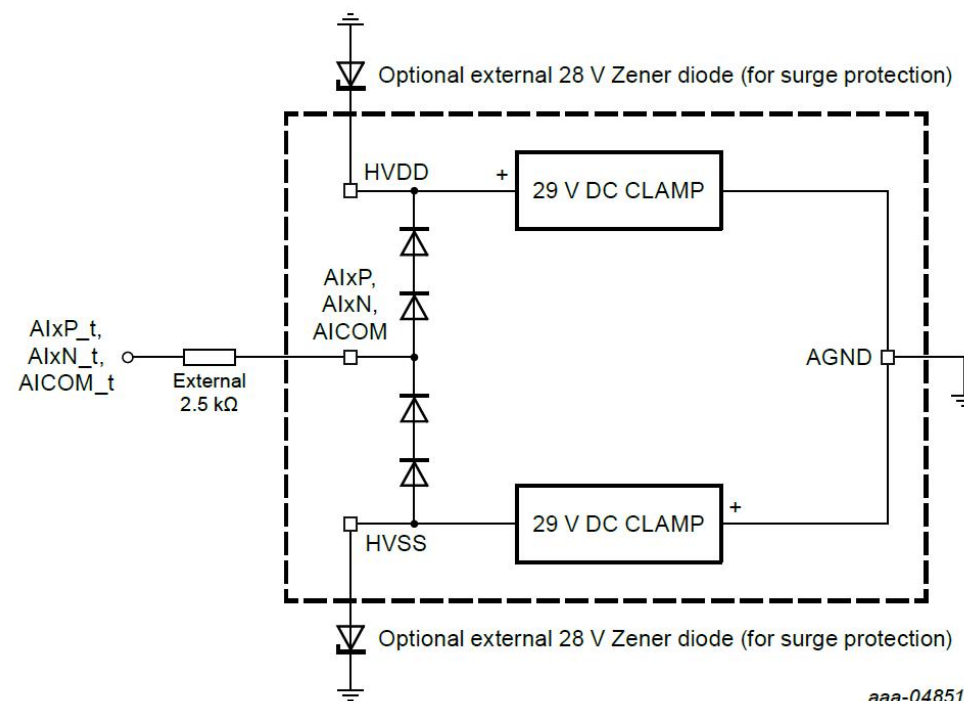 Optional external 28 V Zener diode (for surge protection)
HVDD
+
29 V DC CLAMP
AIxP,
AIxN,
AICOM
AIxP_t,
AIxN_t,
AICOM_t
External
2.5 kΩ
AGND
HVSS
29 V DC CLAMP
+
Optional external 28 V Zener diode (for surge protection)
aaa-04851